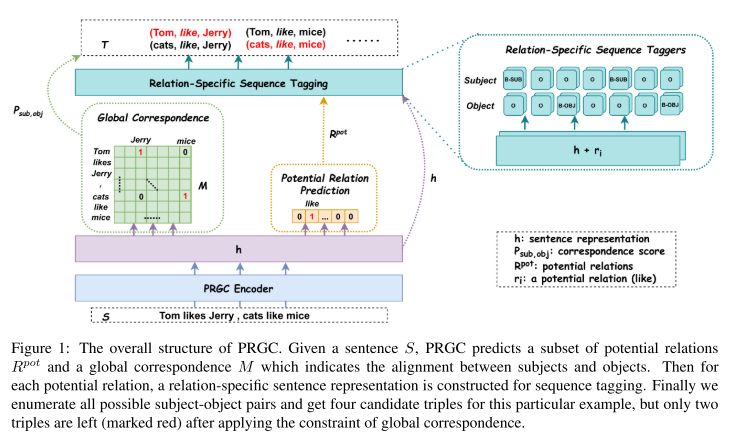 (Tom, like, Jerry) (Tom, like, mice)
T (cats, like, Jerry) (cats, like, mice) ......
Relation-Specific Sequence Tagging
P_sub,obj
Global Correspondence
Jerry mice
Tom 1 0
likes
Jerry M
,
cats 0 1
like
mice ......
R^pot
Potential Relation
Prediction
like
0 1 ... 0 0
h
h
PRGC Encoder
S Tom likes Jerry , cats like mice
Relation-Specific Sequence Taggers
Subject B-SUB O O O B-SUB O O
Object O O B-OBJ O O O B-OBJ
h + r_i
h: sentence representation
P_sub,obj: correspondence score
R^pot: potential relations
r_i: a potential relation (like)
Figure 1: The overall structure of PRGC. Given a sentence S, PRGC predicts a subset of potential relations
R^pot and a global correspondence M which indicates the alignment between subjects and objects. Then for
each potential relation, a relation-specific sentence representation is constructed for sequence tagging. Finally we
enumerate all possible subject-object pairs and get four candidate triples for this particular example, but only two
triples are left (marked red) after applying the constraint of global correspondence.